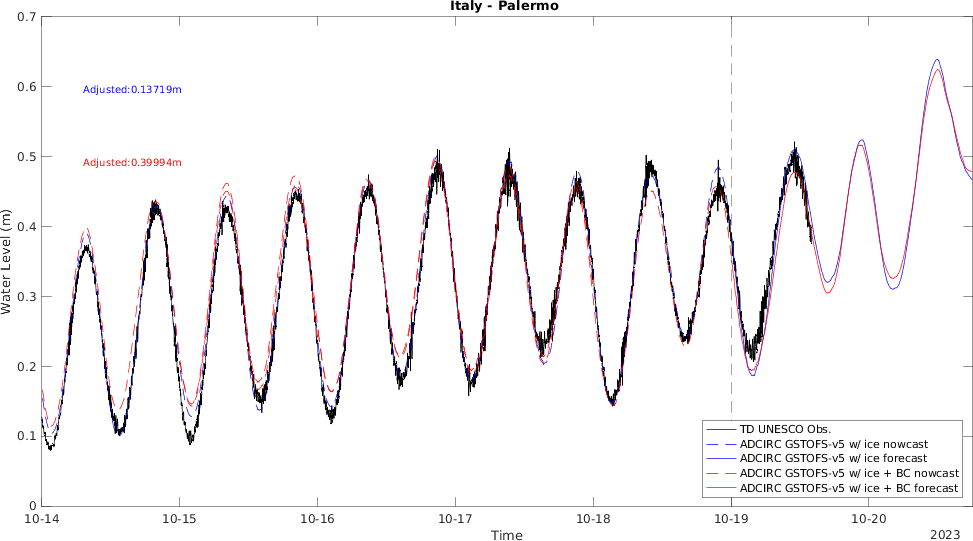 Italy - Palermo
0.7
0.6
0.5
0.4
0.3
0.2
0.1
0
Water Level (m)
Adjusted:0.13719m
Adjusted:0.39994m
TD UNESCO Obs.
ADCIRC GSTOFS-v5 w/ ice nowcast
ADCIRC GSTOFS-v5 w/ ice forecast
ADCIRC GSTOFS-v5 w/ ice + BC nowcast
ADCIRC GSTOFS-v5 w/ ice + BC forecast
10-14 10-15 10-16 10-17 10-18 10-19 10-20
Time
2023